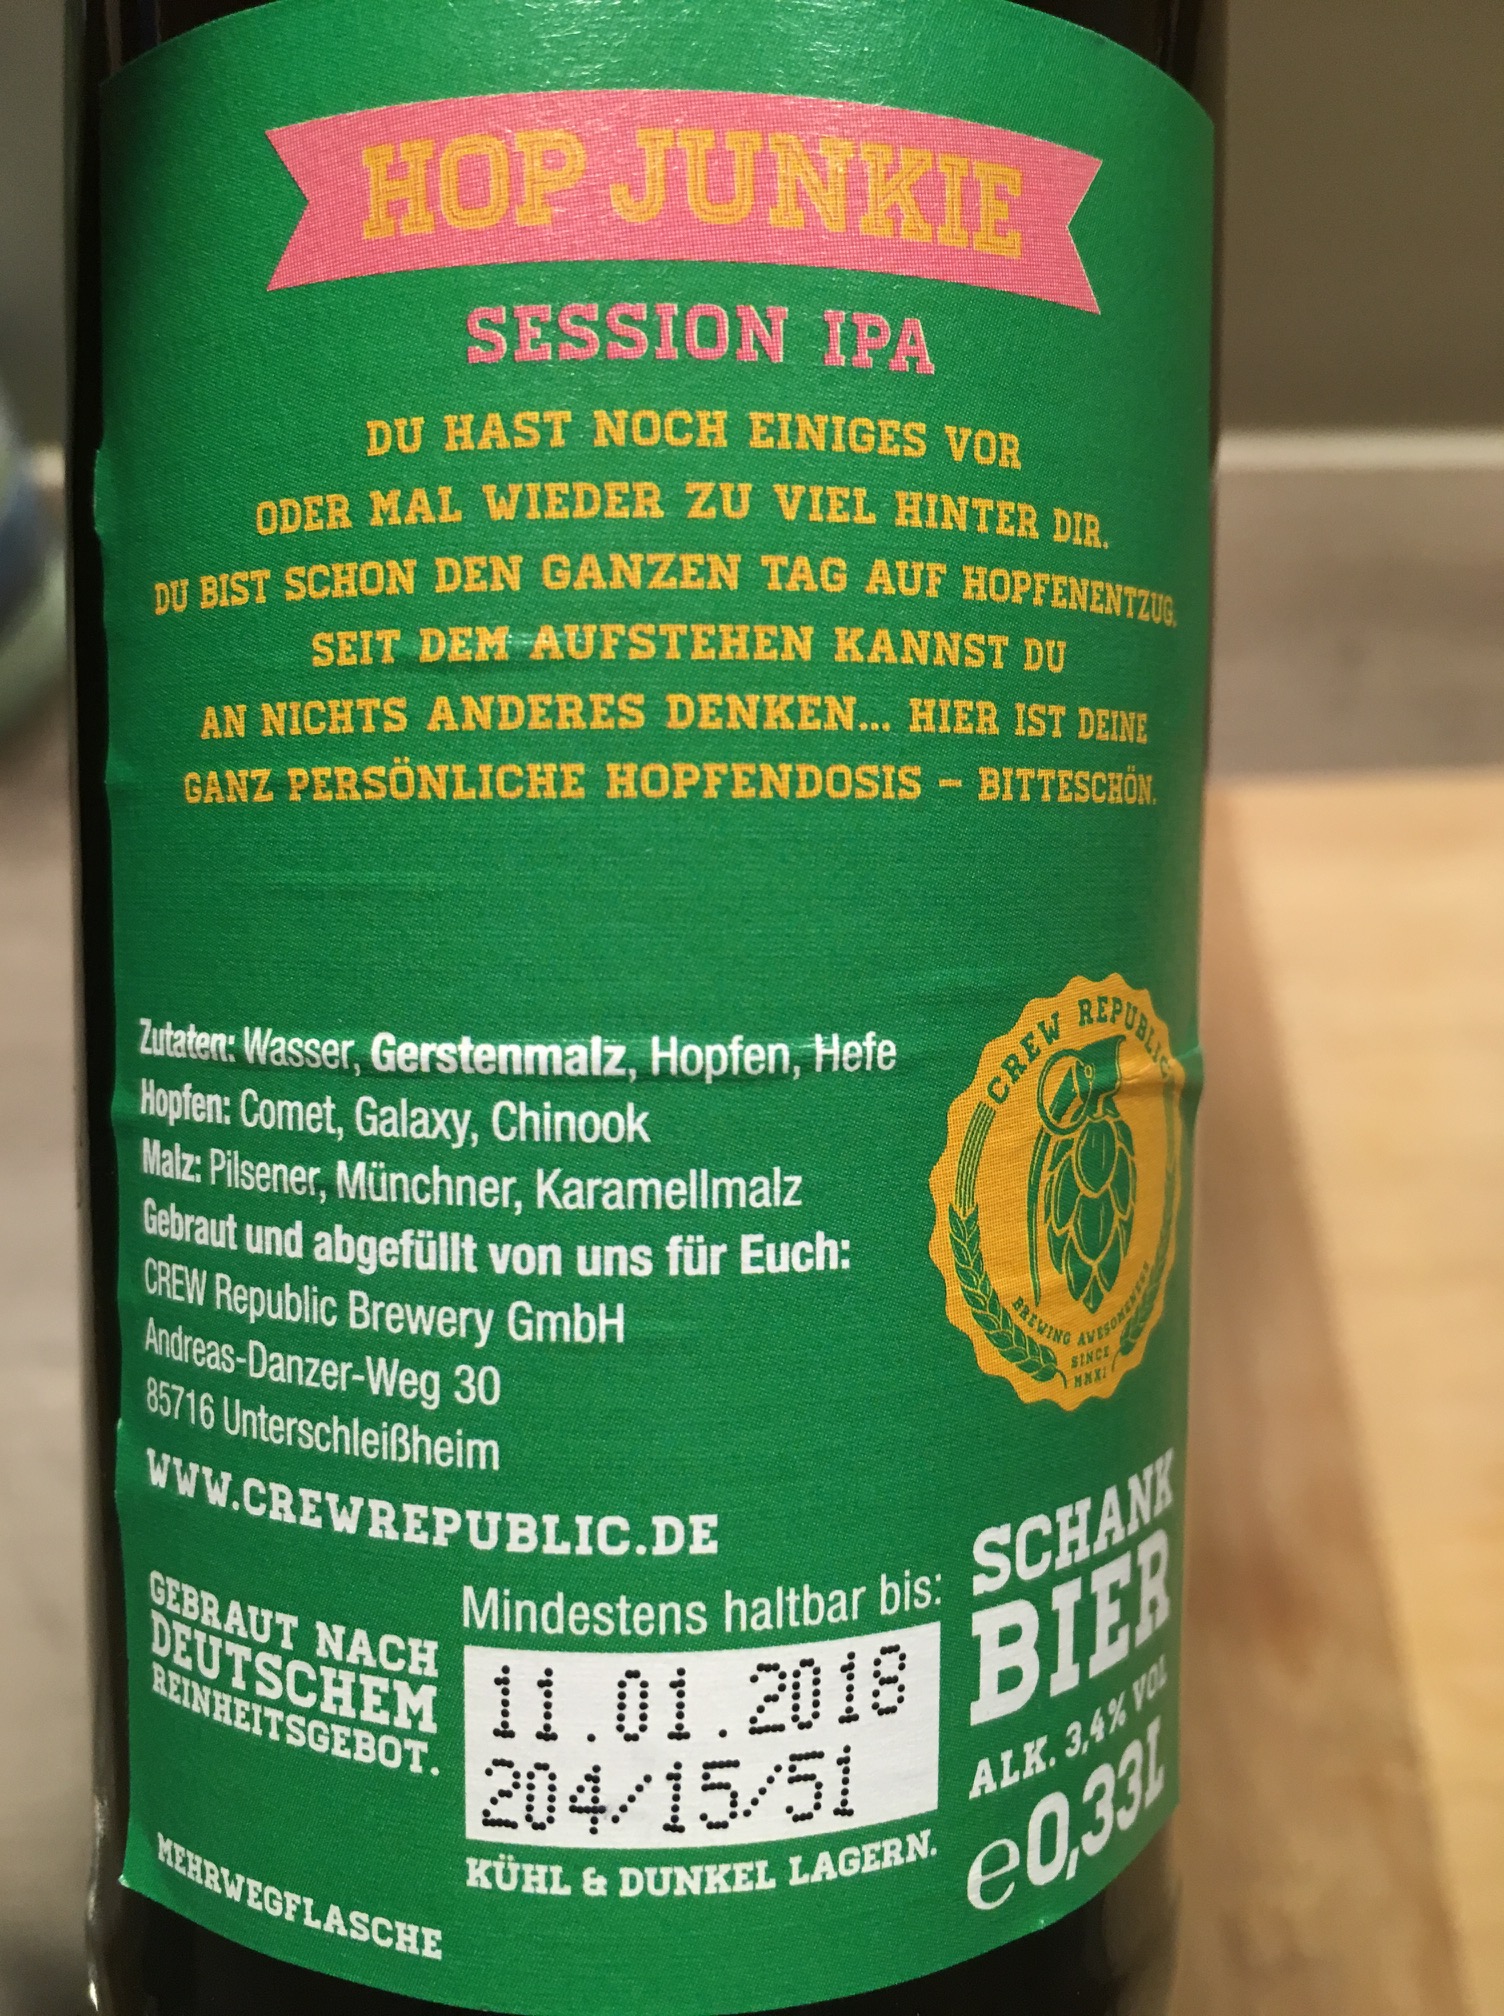 HOP JUNKIE
SESSION IPA
DU HAST NOCH EINIGES VOR
ODER MAL WIEDER ZU VIEL HINTER DIR.
DU BIST SCHON DEN GANZEN TAG AUF HOPFENENTZUG.
SEIT DEM AUFSTEHEN KANNST DU
AN NICHTS ANDERES DENKEN... HIER IST DEINE
GANZ PERSÖNLICHE HOPFENDOSIS – BITTESCHÖN.
Zutaten: Wasser, Gerstenmalz, Hopfen, Hefe
Hopfen: Comet, Galaxy, Chinook
Malz: Pilsener, Münchner, Karamellmalz
Gebraut und abgefüllt von uns für Euch:
CREW Republic Brewery GmbH
Andreas-Danzer-Weg 30
85716 Unterschleißheim
WWW.CREWREPUBLIC.DE
CREW REPUBLIC
BREWING AWESOMENESS
SINCE
MMXI
GEBRAUT NACH
DEUTSCHEM
REINHEITSGEBOT.
Mindestens haltbar bis:
11.01.2018
204/15/51
KÜHL & DUNKEL LAGERN.
MEHRWEGFLASCHE
SCHANK
BIER
ALK. 3,4% VOL
e0,33L